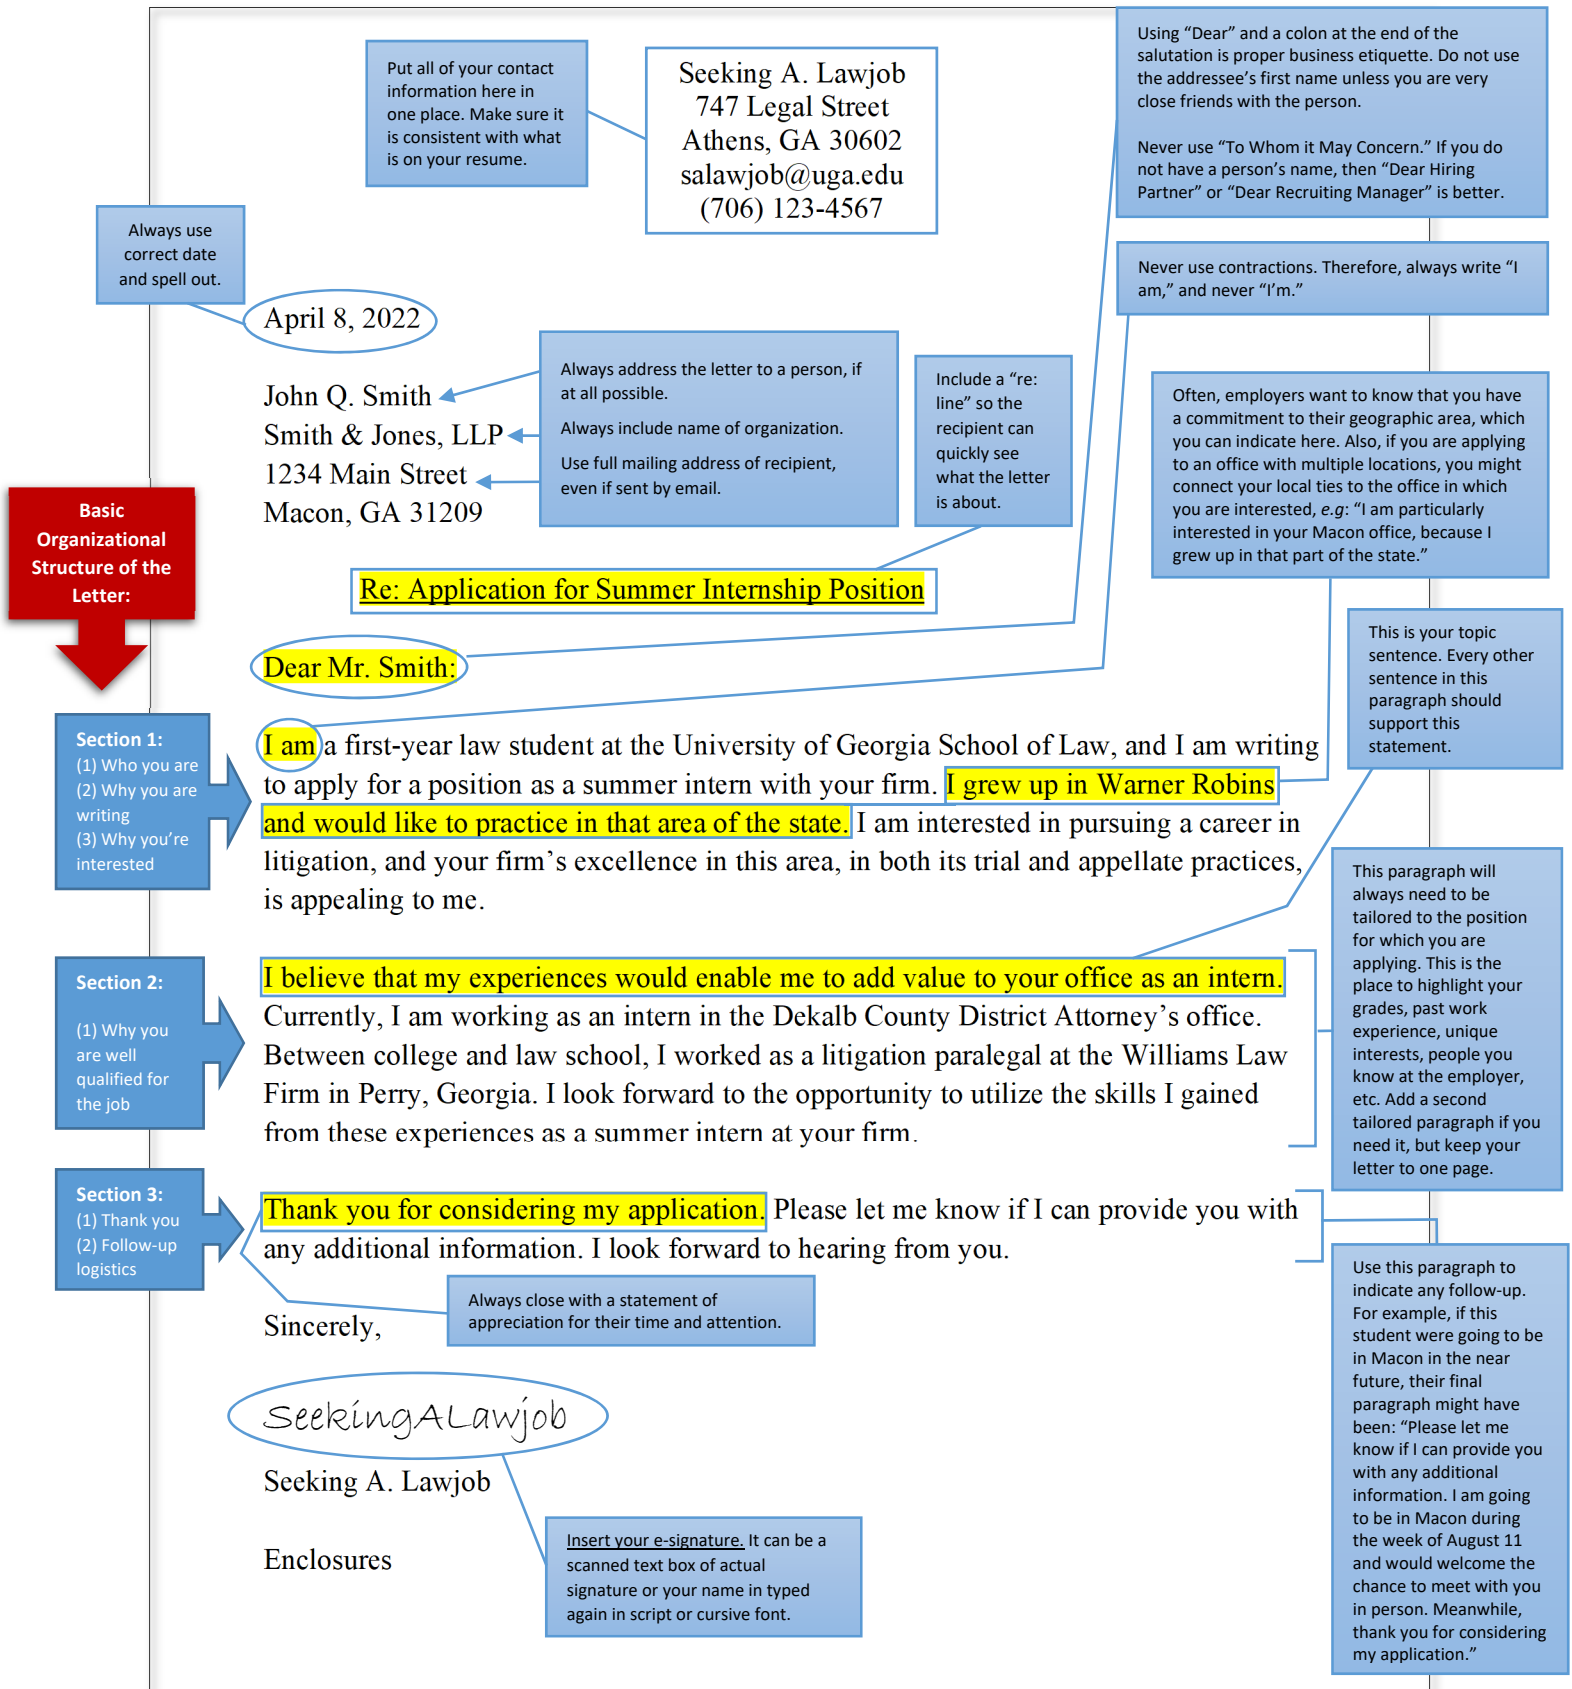 Put all of your contact
information here in
one place. Make sure it
is consistent with what
is on your resume.
Seeking A. Lawjob
747 Legal Street
Athens, GA 30602
salawjob@uga.edu
(706) 123-4567
Using “Dear” and a colon at the end of the
salutation is proper business etiquette. Do not use
the addressee’s first name unless you are very
close friends with the person.
Never use “To Whom it May Concern.” If you do
not have a person’s name, then “Dear Hiring
Partner” or “Dear Recruiting Manager” is better.
Always use
correct date
and spell out.
Never use contractions. Therefore, always write “I
am,” and never “I’m.”
April 8, 2022
John Q. Smith
Smith & Jones, LLP
1234 Main Street
Macon, GA 31209
Always address the letter to a person, if
at all possible.
Always include name of organization.
Use full mailing address of recipient,
even if sent by email.
Include a “re:
line” so the
recipient can
quickly see
what the letter
is about.
Often, employers want to know that you have
a commitment to their geographic area, which
you can indicate here. Also, if you are applying
to an office with multiple locations, you might
connect your local ties to the office in which
you are interested, e.g: “I am particularly
interested in your Macon office, because I
grew up in that part of the state.”
Basic
Organizational
Structure of the
Letter:
Re: Application for Summer Internship Position
Dear Mr. Smith:
This is your topic
sentence. Every other
sentence in this
paragraph should
support this
statement.
Section 1:
(1) Who you are
(2) Why you are
writing
(3) Why you’re
interested
I am a first-year law student at the University of Georgia School of Law, and I am writing
to apply for a position as a summer intern with your firm. I grew up in Warner Robins
and would like to practice in that area of the state. I am interested in pursuing a career in
litigation, and your firm’s excellence in this area, in both its trial and appellate practices,
is appealing to me.
This paragraph will
always need to be
tailored to the position
for which you are
applying. This is the
place to highlight your
grades, past work
experience, unique
interests, people you
know at the employer,
etc. Add a second
tailored paragraph if you
need it, but keep your
letter to one page.
Section 2:
(1) Why you
are well
qualified for
the job
I believe that my experiences would enable me to add value to your office as an intern.
Currently, I am working as an intern in the Dekalb County District Attorney’s office.
Between college and law school, I worked as a litigation paralegal at the Williams Law
Firm in Perry, Georgia. I look forward to the opportunity to utilize the skills I gained
from these experiences as a summer intern at your firm.
Section 3:
(1) Thank you
(2) Follow-up
logistics
Thank you for considering my application. Please let me know if I can provide you with
any additional information. I look forward to hearing from you.
Always close with a statement of
appreciation for their time and attention.
Use this paragraph to
indicate any follow-up.
For example, if this
student were going to be
in Macon in the near
future, their final
paragraph might have
been: “Please let me
know if I can provide you
with any additional
information. I am going
to be in Macon during
the week of August 11
and would welcome the
chance to meet with you
in person. Meanwhile,
thank you for considering
my application.”
Sincerely,
SeekingALawjob
Seeking A. Lawjob
Insert your e-signature. It can be a
scanned text box of actual
signature or your name in typed
again in script or cursive font.
Enclosures